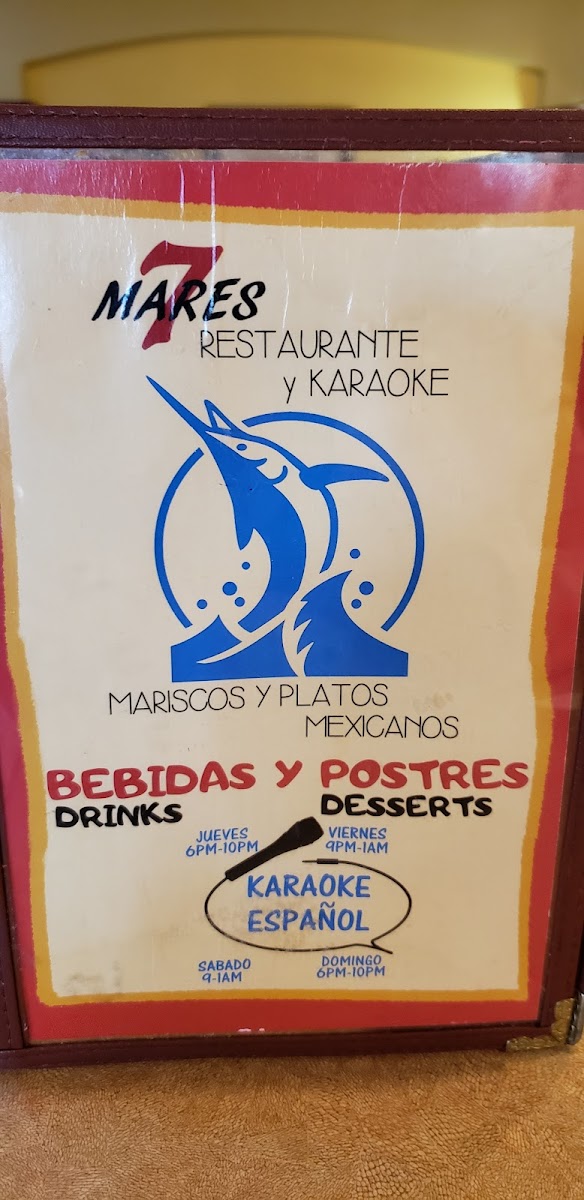 7
MARES
RESTAURANTE
y KARAOKE
MARISCOS Y PLATOS
MEXICANOS
BEBIDAS Y POSTRES
DRINKS
DESSERTS
JUEVES
6PM-10PM
VIERNES
9PM-1AM
KARAOKE
ESPAÑOL
SABADO
9-1AM
DOMINGO
6PM-10PM